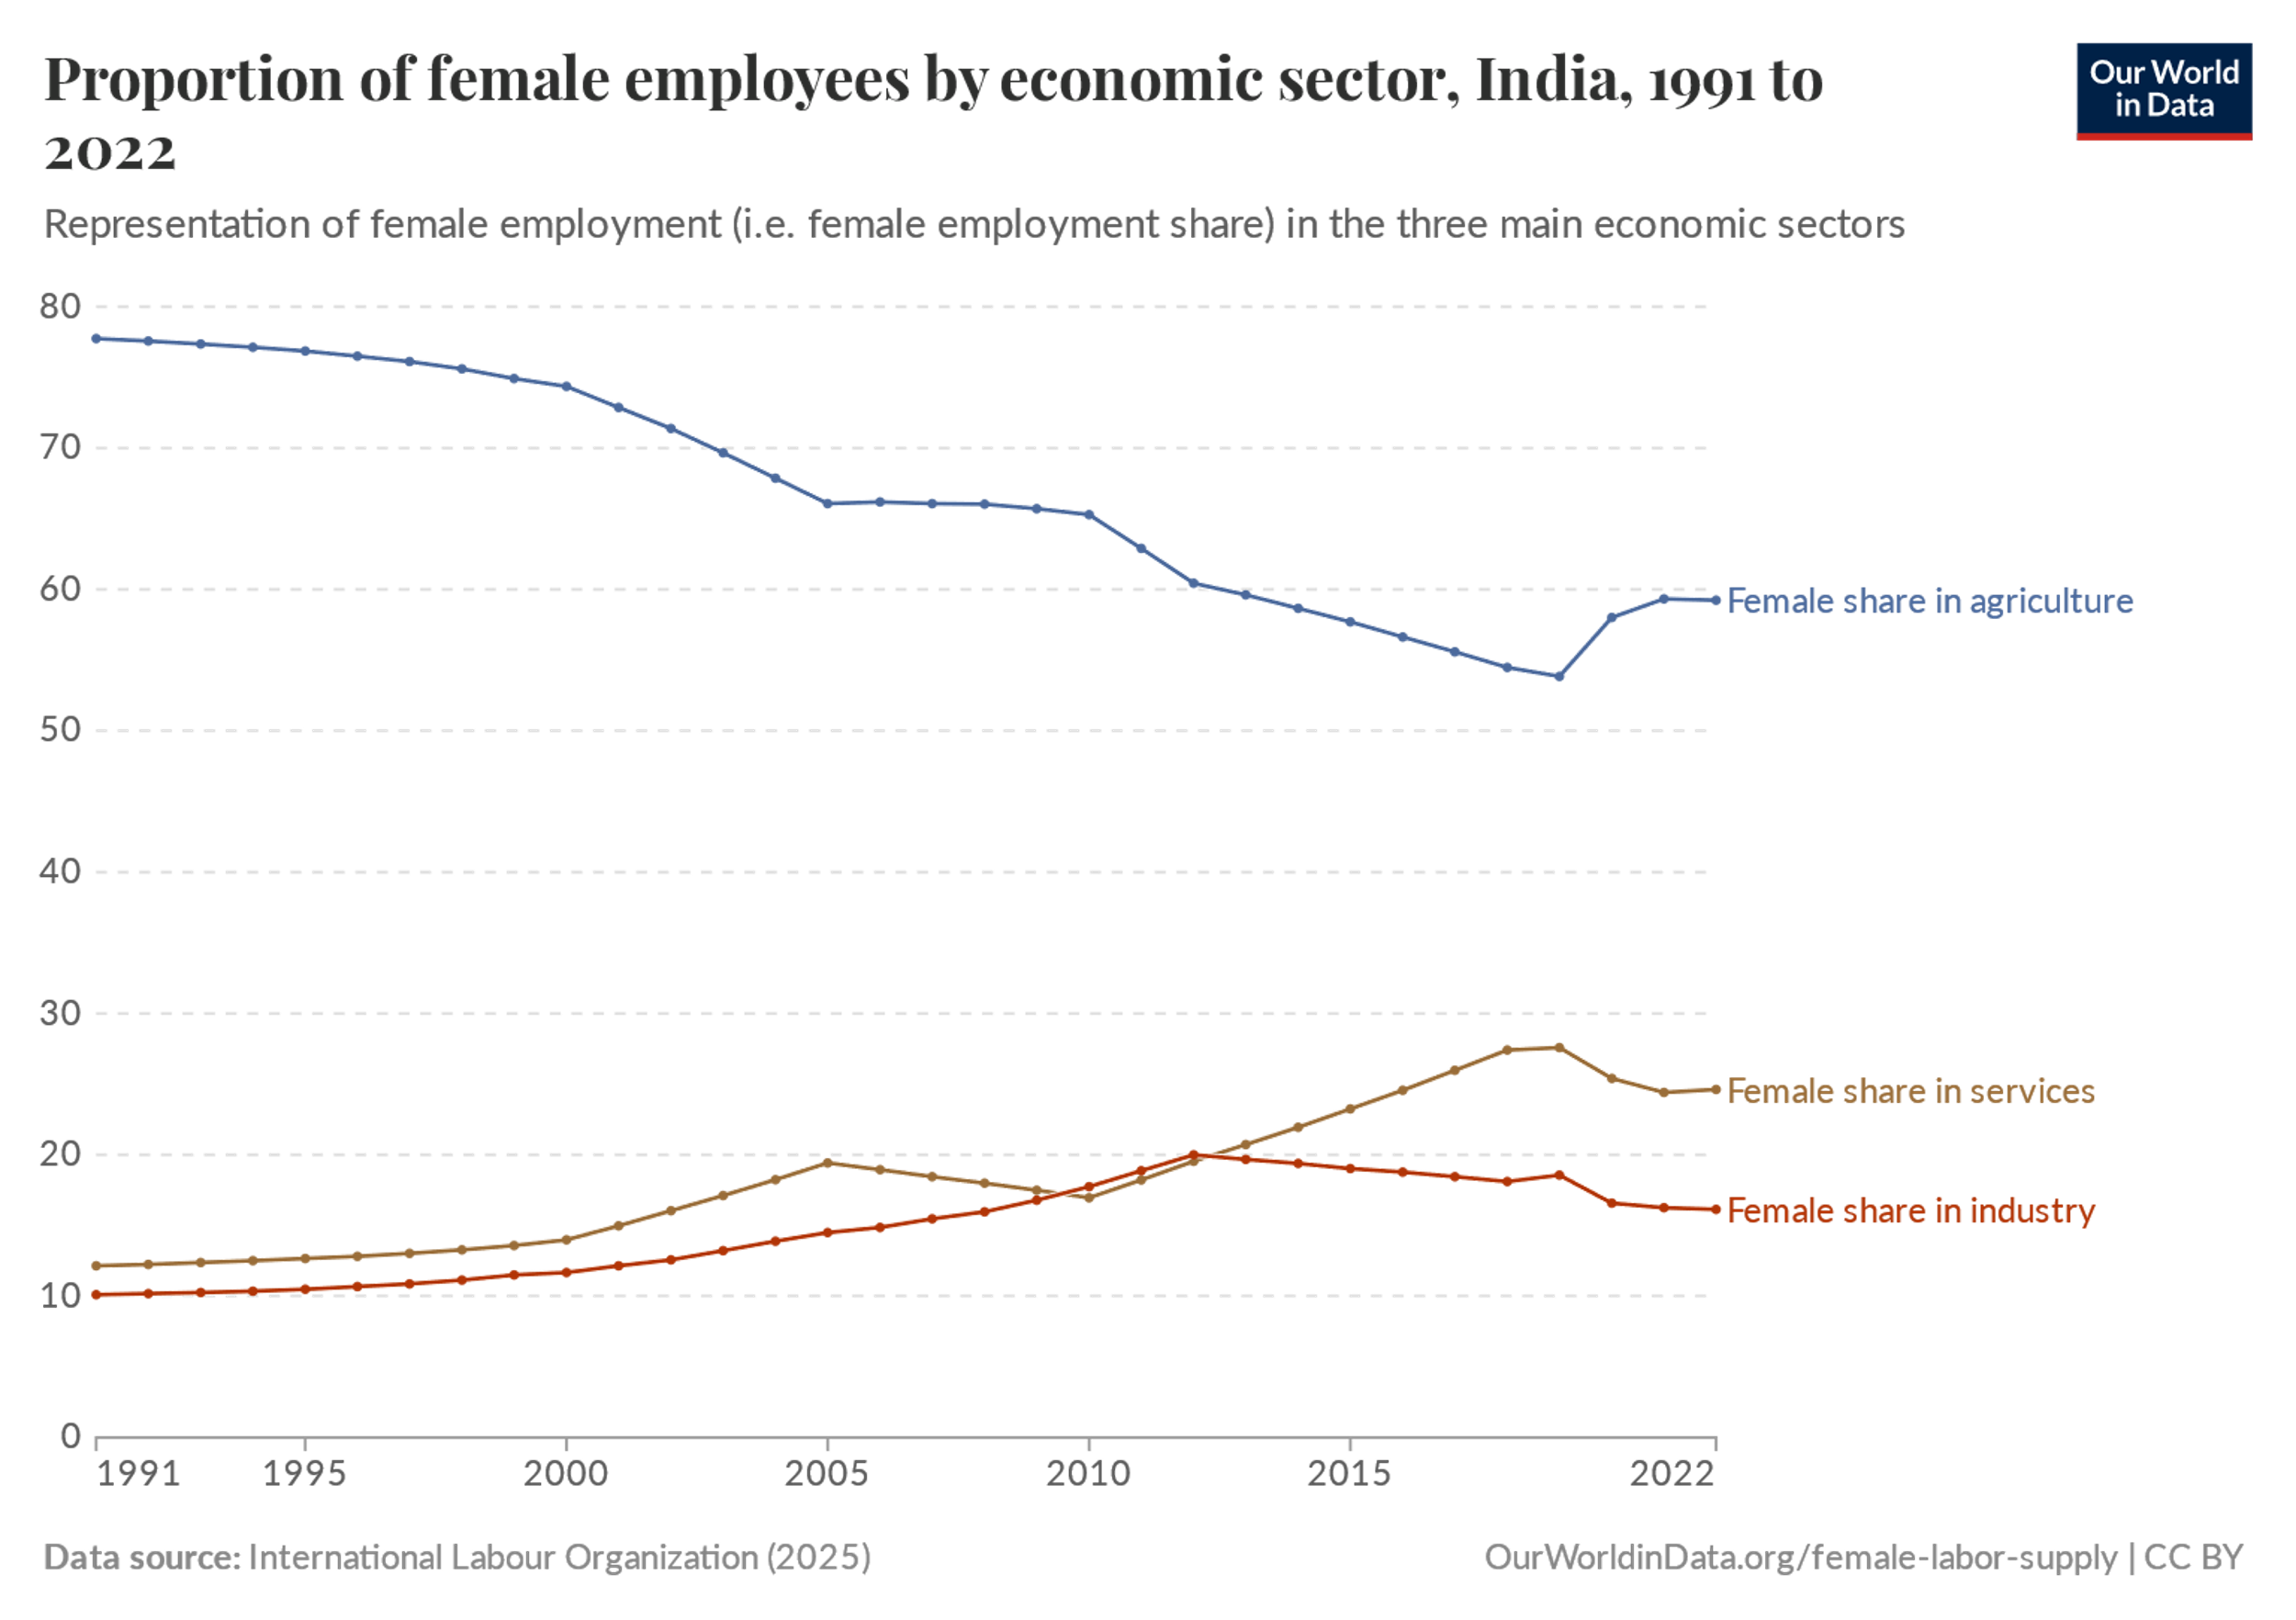 Proportion of female employees by economic sector, India, 1991 to
2022
Our World
in Data
Representation of female employment (i.e. female employment share) in the three main economic sectors
80
70
60
Female share in agriculture
50
40
30
Female share in services
20
Female share in industry
10
0
1991 1995 2000 2005 2010 2015 2022
Data source: International Labour Organization (2025)
OurWorldinData.org/female-labor-supply | CC BY